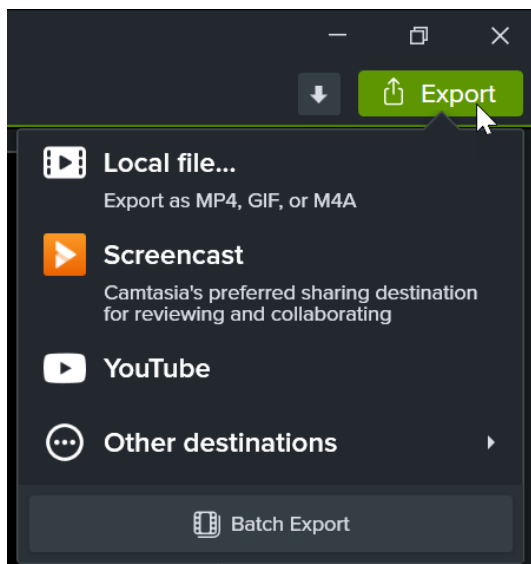 Export
Local file...
Export as MP4, GIF, or M4A
Screencast
Camtasia's preferred sharing destination
for reviewing and collaborating
YouTube
Other destinations
Batch Export